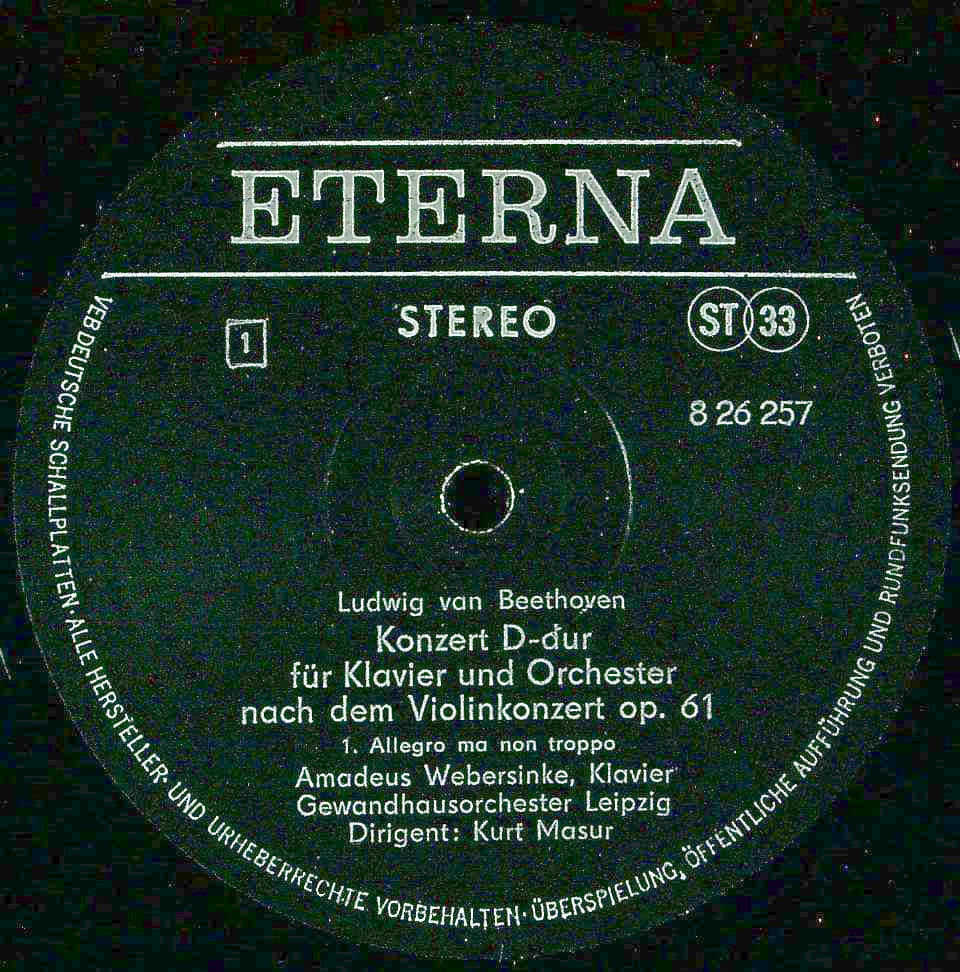 ETERNA
STEREO
1
ST 33
8 26 257
Ludwig van Beethoven
Konzert D-dur
für Klavier und Orchester
nach dem Violinkonzert op. 61
1. Allegro ma non troppo
Amadeus Webersinke, Klavier
Gewandhausorchester Leipzig
Dirigent: Kurt Masur
VEB DEUTSCHE SCHALLPLATTEN · ALLE HERSTELLER- UND URHEBERRECHTE VORBEHALTEN · ÜBERSPIELUNG, ÖFFENTLICHE AUFFÜHRUNG UND RUNDFUNKSENDUNG VERBOTEN